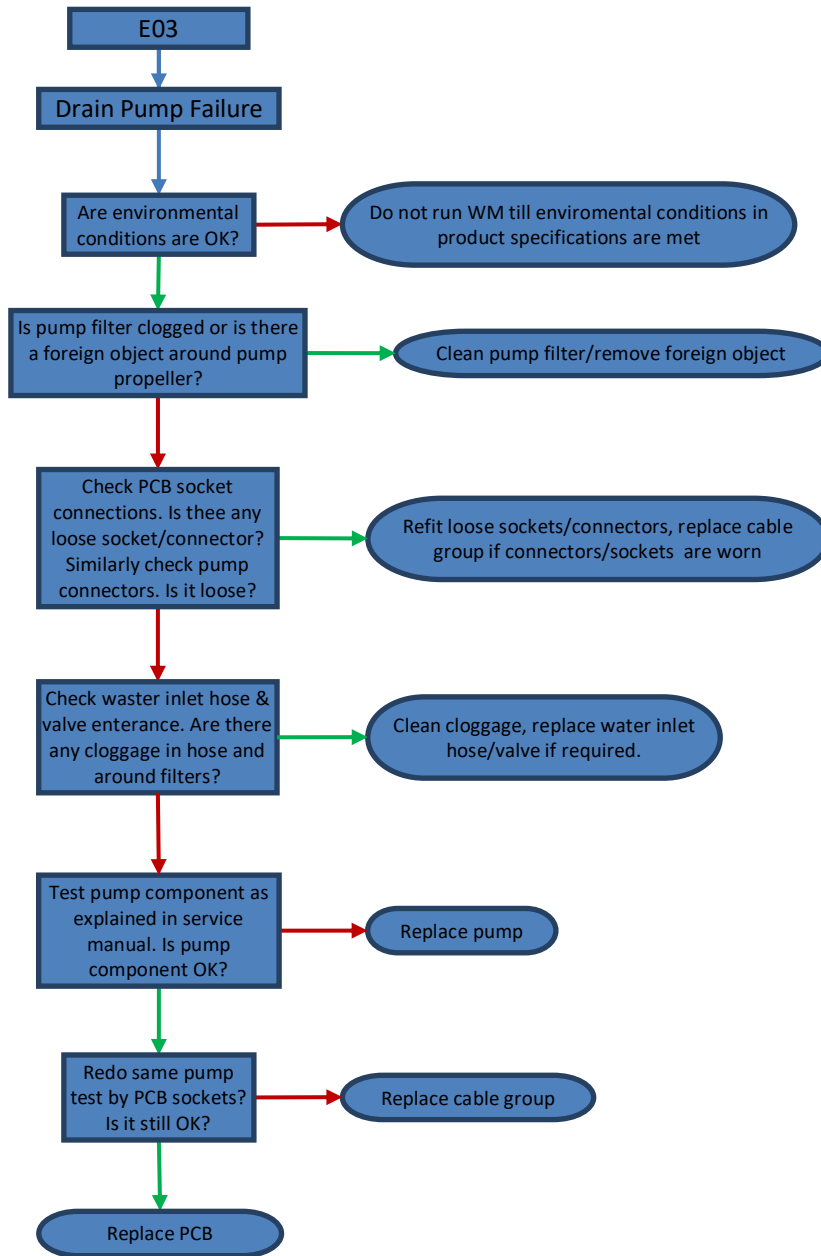 E03
Drain Pump Failure
Are environmental
conditions are OK?
Do not run WM till enviromental conditions in
product specifications are met
Is pump filter clogged or is there
a foreign object around pump
propeller?
Clean pump filter/remove foreign object
Check PCB socket
connections. Is thee any
loose socket/connector?
Similarly check pump
connectors. Is it loose?
Refit loose sockets/connectors, replace cable
group if connectors/sockets are worn
Check waster inlet hose &
valve enterance. Are there
any cloggage in hose and
around filters?
Clean cloggage, replace water inlet
hose/valve if required.
Test pump component as
explained in service
manual. Is pump
component OK?
Replace pump
Redo same pump
test by PCB sockets?
Is it still OK?
Replace cable group
Replace PCB